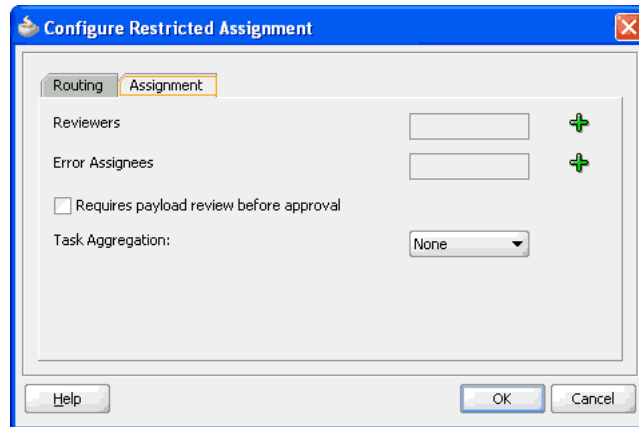 Configure Restricted Assignment
Routing Assignment
Reviewers
Error Assignees
Requires payload review before approval
Task Aggregation: None
Help OK Cancel